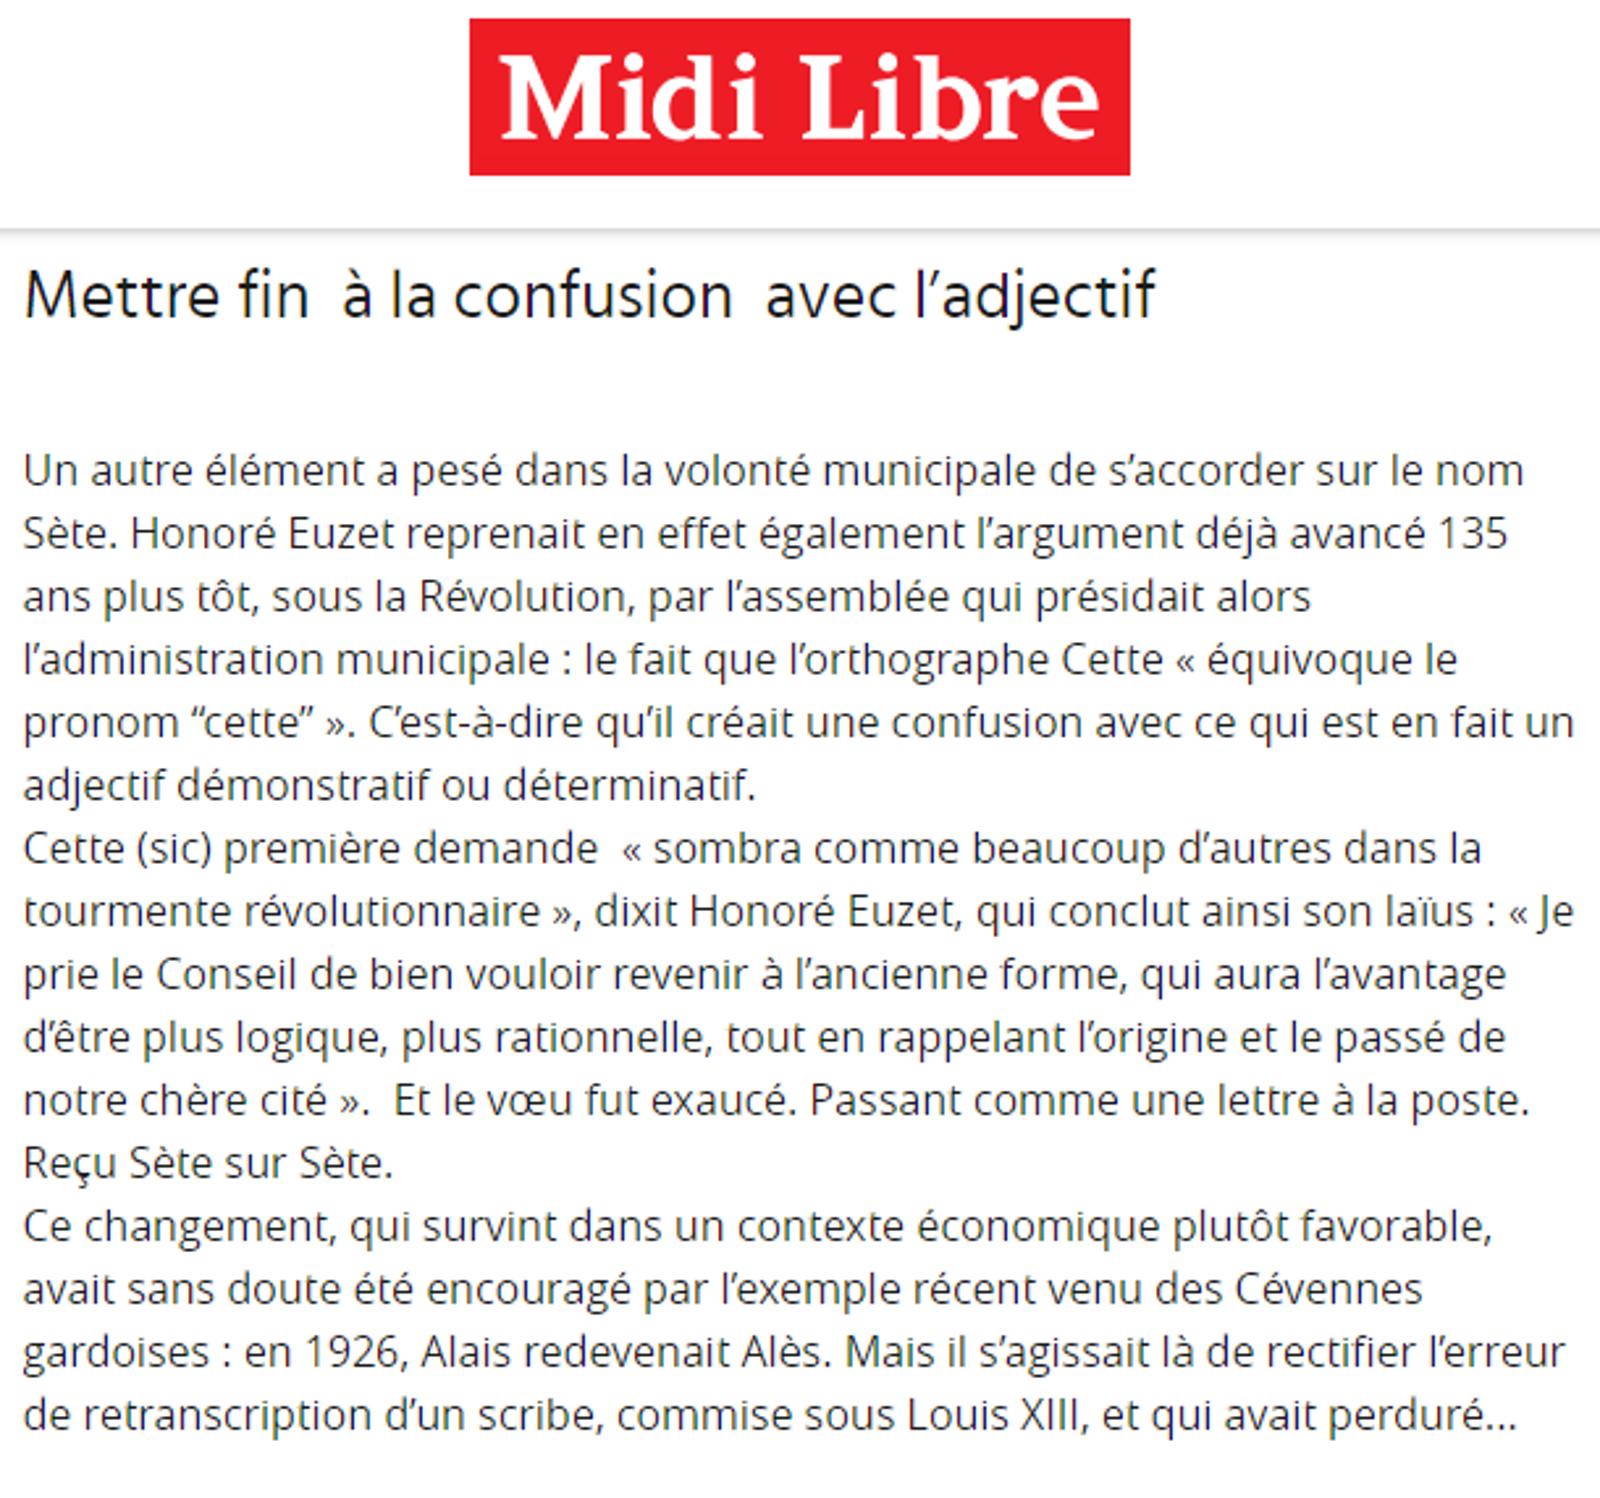 Midi Libre
Mettre fin  à la confusion  avec l’adjectif
Un autre élément a pesé dans la volonté municipale de s’accorder sur le nom
Sète. Honoré Euzet reprenait en effet également l’argument déjà avancé 135
ans plus tôt, sous la Révolution, par l’assemblée qui présidait alors
l’administration municipale : le fait que l’orthographe Cette « équivoque le
pronom “cette” ». C’est-à-dire qu’il créait une confusion avec ce qui est en fait un
adjectif démonstratif ou déterminatif.
Cette (sic) première demande  « sombra comme beaucoup d’autres dans la
tourmente révolutionnaire », dixit Honoré Euzet, qui conclut ainsi son laïus : « Je
prie le Conseil de bien vouloir revenir à l’ancienne forme, qui aura l’avantage
d’être plus logique, plus rationnelle, tout en rappelant l’origine et le passé de
notre chère cité ».  Et le vœu fut exaucé. Passant comme une lettre à la poste.
Reçu Sète sur Sète.
Ce changement, qui survint dans un contexte économique plutôt favorable,
avait sans doute été encouragé par l’exemple récent venu des Cévennes
gardoises : en 1926, Alais redevenait Alès. Mais il s’agissait là de rectifier l’erreur
de retranscription d’un scribe, commise sous Louis XIII, et qui avait perduré...